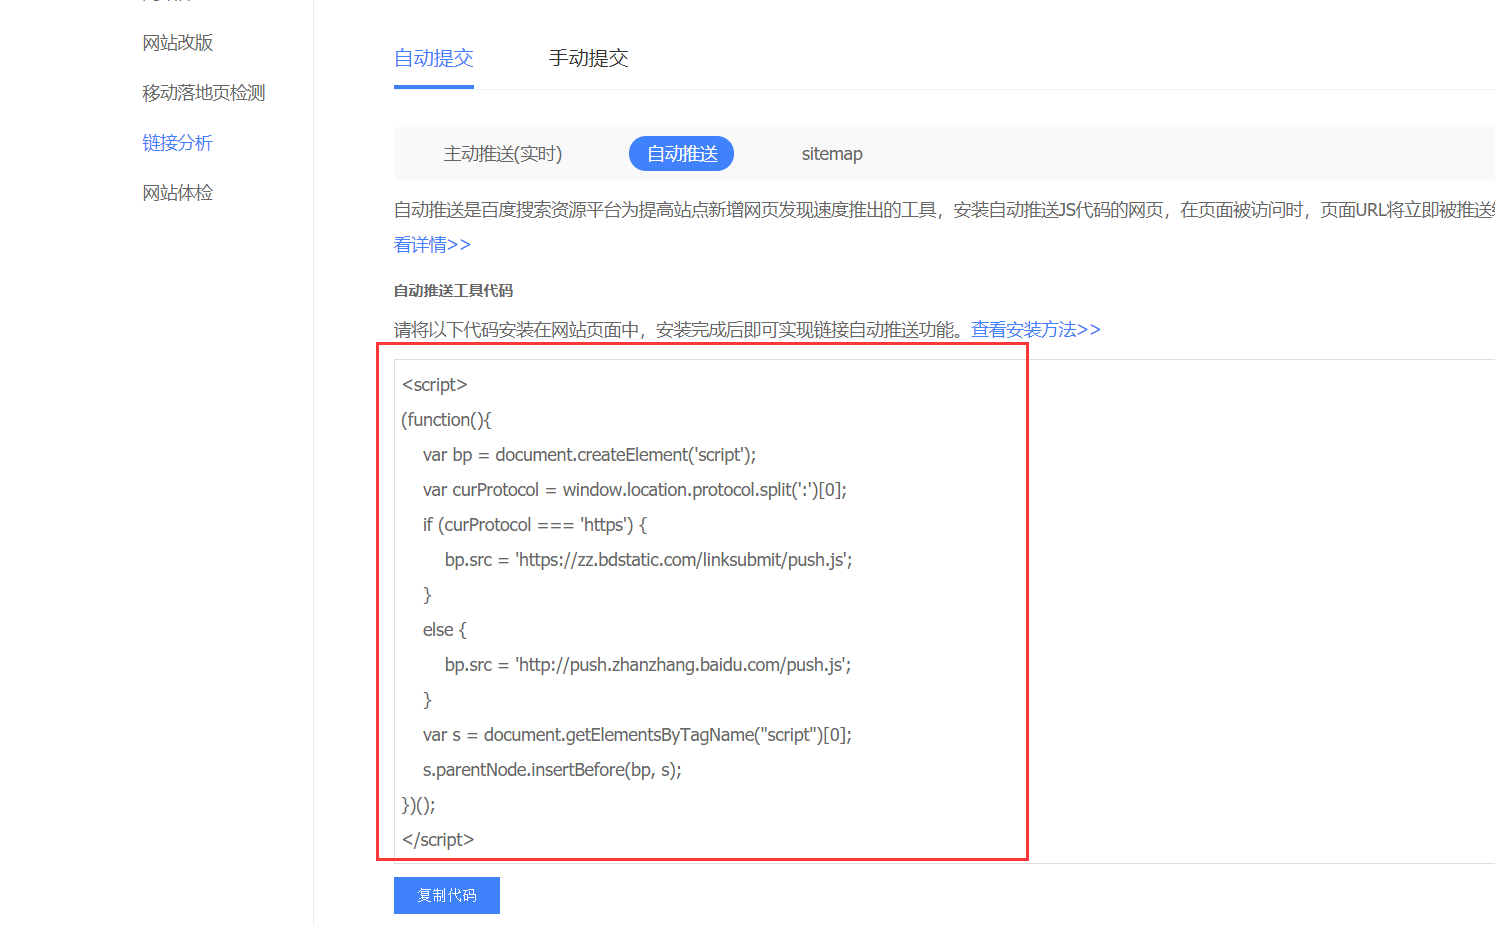 网站改版
移动落地页检测
链接分析
网站体检
自动提交
手动提交
主动推送(实时)
自动推送
sitemap
自动推送是百度搜索资源平台为提高站点新增网页发现速度推出的工具，安装自动推送JS代码的网页，在页面被访问时，页面URL将立即被推送
看详情>>
自动推送工具代码
请将以下代码安装在网站页面中，安装完成后即可实现链接自动推送功能。查看安装方法>>
<script>
(function(){
    var bp = document.createElement('script');
    var curProtocol = window.location.protocol.split(':')[0];
    if (curProtocol === 'https') {
        bp.src = 'https://zz.bdstatic.com/linksubmit/push.js';
    }
    else {
        bp.src = 'http://push.zhanzhang.baidu.com/push.js';
    }
    var s = document.getElementsByTagName("script")[0];
    s.parentNode.insertBefore(bp, s);
})();
</script>
复制代码